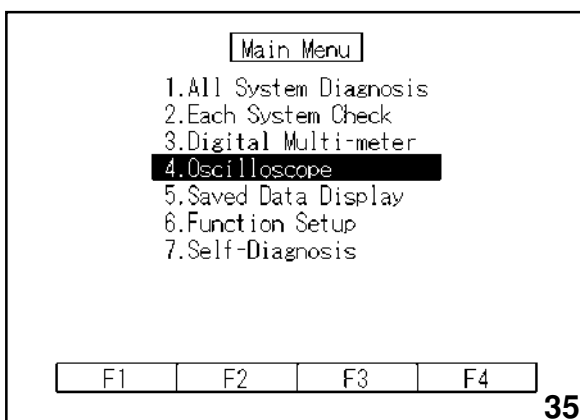 Main Menu
1.All System Diagnosis
2.Each System Check
3.Digital Multi-meter
4.Oscilloscope
5.Saved Data Display
6.Function Setup
7.Self-Diagnosis
F1 F2 F3 F4
35